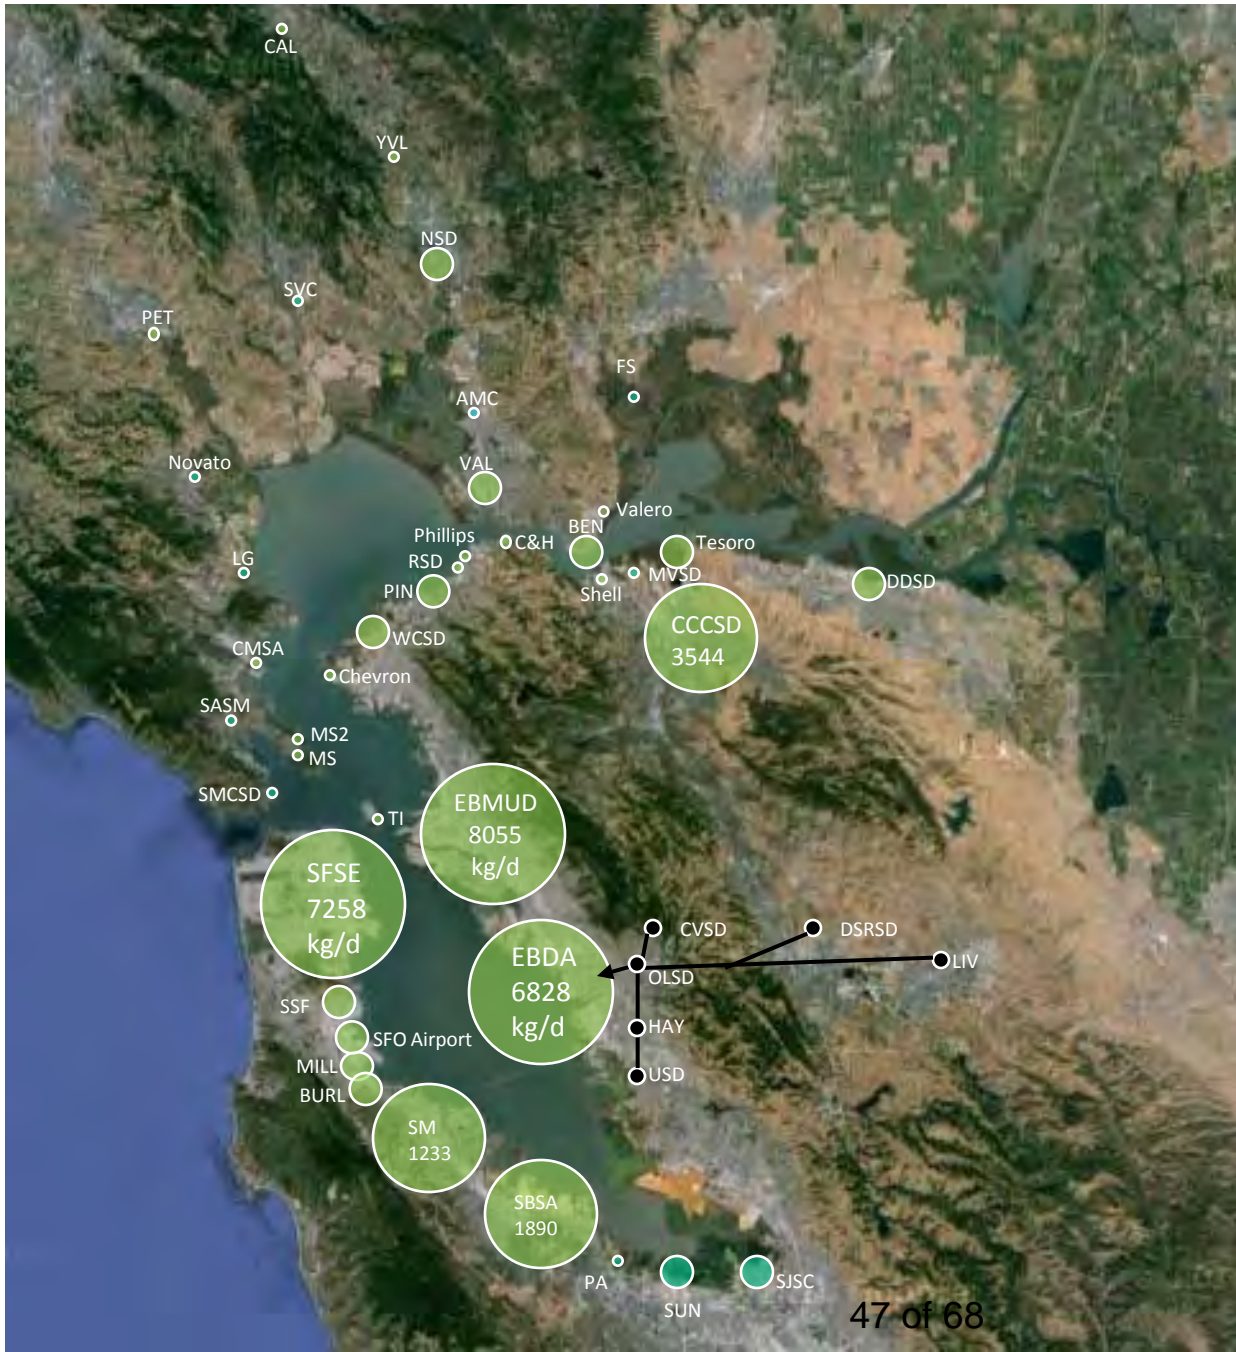 CAL
YVL
NSD
SVC
PET
FS
AMC
Novato
VAL
Valero
BEN
Phillips
C&H
Tesoro
RSD
LG
MVSD
DDSD
PIN
Shell
CCCSD
3544
WCSD
CMSA
Chevron
SASM
MS2
MS
SMCSD
TI
EBMUD
8055
kg/d
SFSE
7258
kg/d
CVSD
DSRSD
EBDA
6828
kg/d
OLSD
LIV
SSF
HAY
SFO Airport
MILL
USD
BURL
SM
1233
SBSA
1890
PA
SUN
SJSC
47 of 68